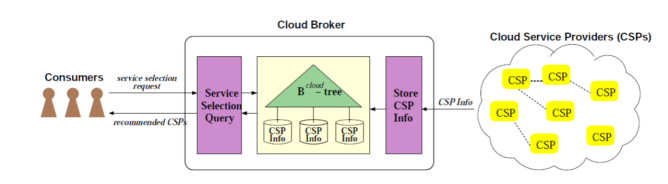 Cloud Broker
Cloud Service Providers (CSPs)
Consumers
service selection
request
recommended CSPs
Service
Selection
Query
B cloud – tree
CSP
Info
CSP
Info
CSP
Info
Store
CSP
Info
CSP Info
CSP
CSP
CSP
CSP
CSP
CSP
CSP